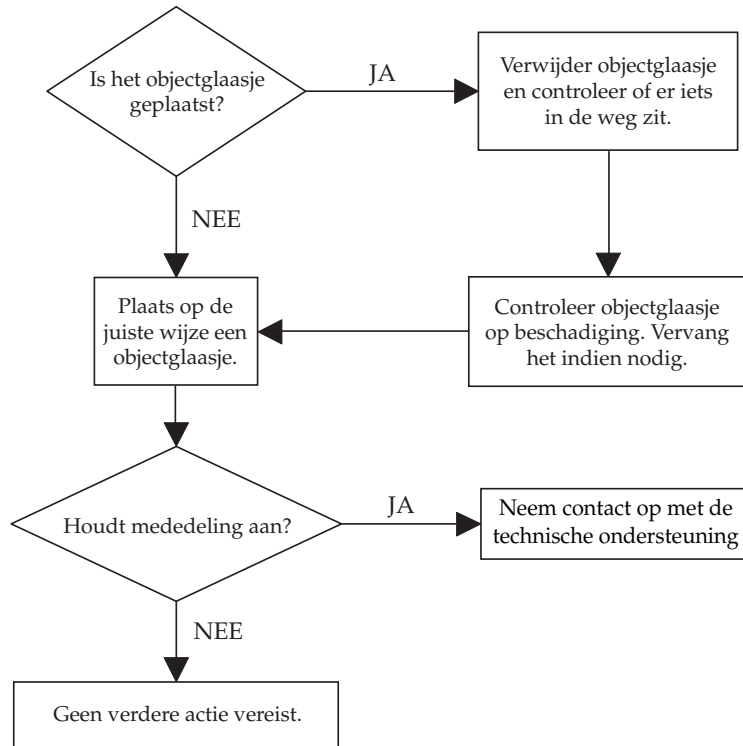 Is het objectglaasje
geplaatst?
JA
Verwijder objectglaasje
en controleer of er iets
in de weg zit.
NEE
Plaats op de
juiste wijze een
objectglaasje.
Controleer objectglaasje
op beschadiging. Vervang
het indien nodig.
Houdt mededeling aan?
JA
Neem contact op met de
technische ondersteuning
NEE
Geen verdere actie vereist.